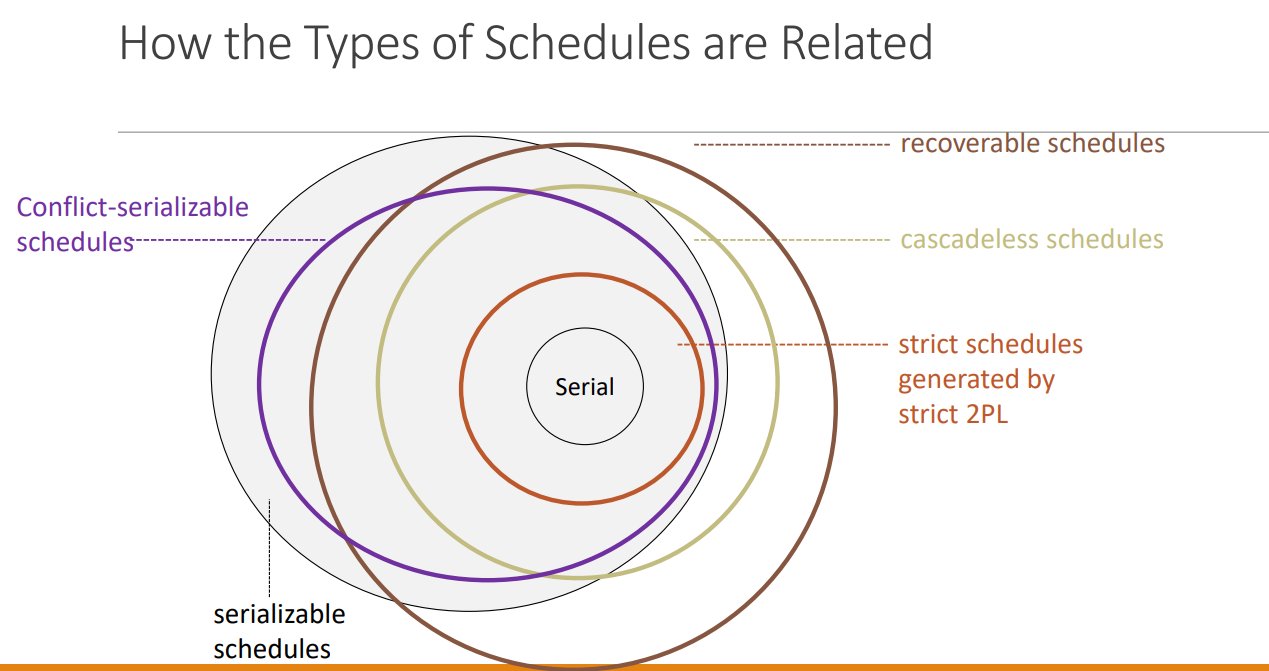 How the Types of Schedules are Related
recoverable schedules
Conflict-serializable
schedules
cascadeless schedules
strict schedules
generated by
strict 2PL
Serial
serializable
schedules